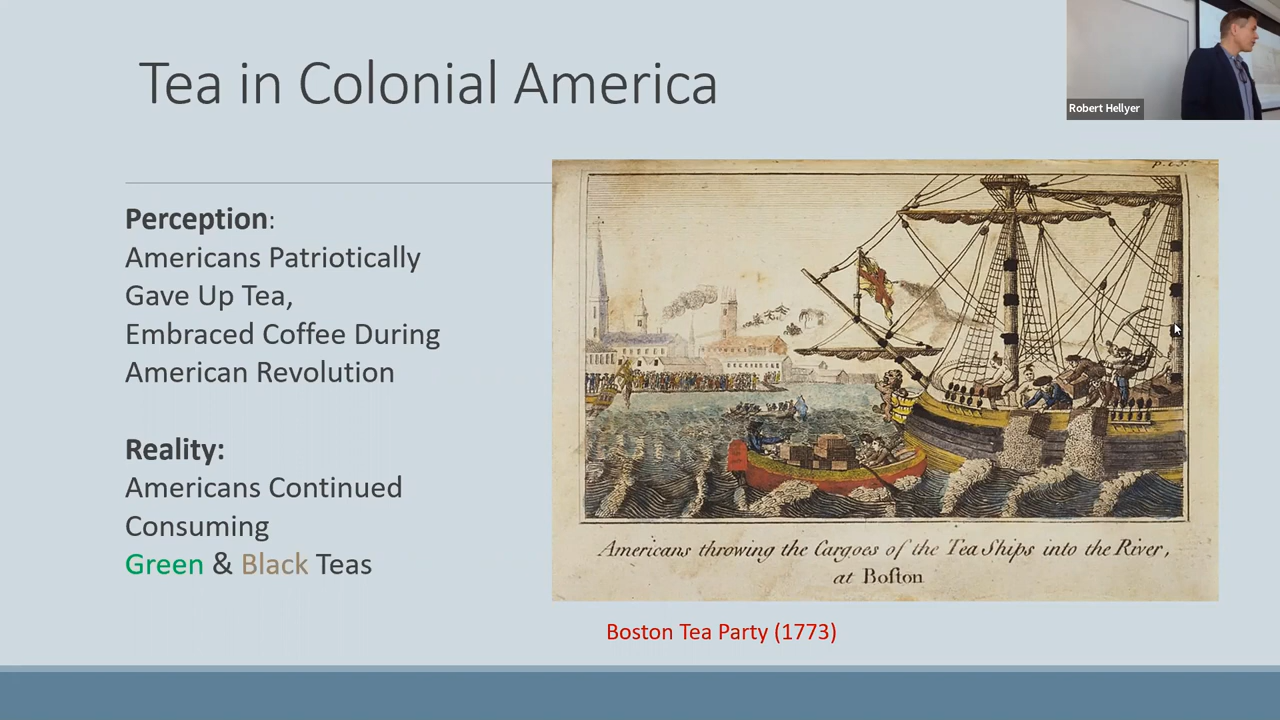 Tea in Colonial America
Robert Hellyer
Perception:
Americans Patriotically
Gave Up Tea,
Embraced Coffee During
American Revolution
Reality:
Americans Continued
Consuming
Green & Black Teas
Americans throwing the Cargoes of the Tea Ships into the River,
at Boſton
Boston Tea Party (1773)